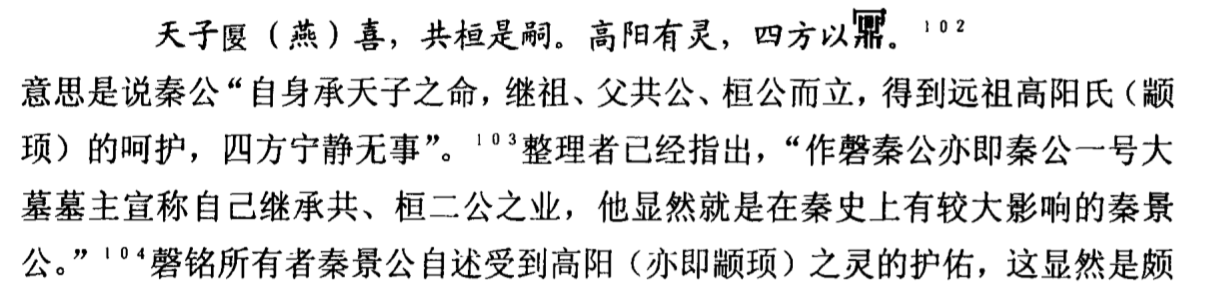 天子匽（燕）喜，共桓是嗣。高阳有灵，四方以鼏。¹⁰²
意思是说秦公“自身承天子之命，继祖、父共公、桓公而立，得到远祖高阳氏（颛
顼）的呵护，四方宁静无事”。¹⁰³整理者已经指出，“作磬秦公亦即秦公一号大
墓墓主宣称自己继承共、桓二公之业，他显然就是在秦史上有较大影响的秦景
公。”¹⁰⁴磬铭所有者秦景公自述受到高阳（亦即颛顼）之灵的护佑，这显然是颇